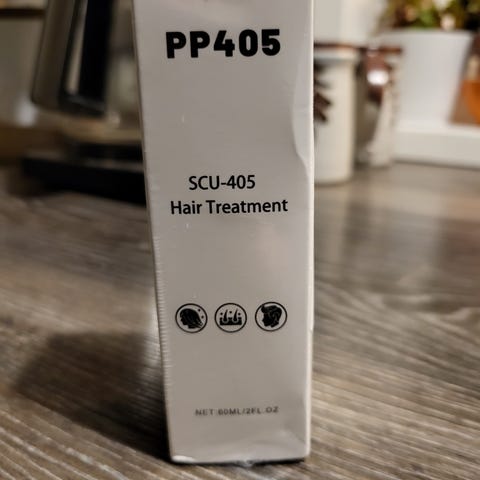 PP405
SCU-405
Hair Treatment
NET:60ML/2FL.OZ